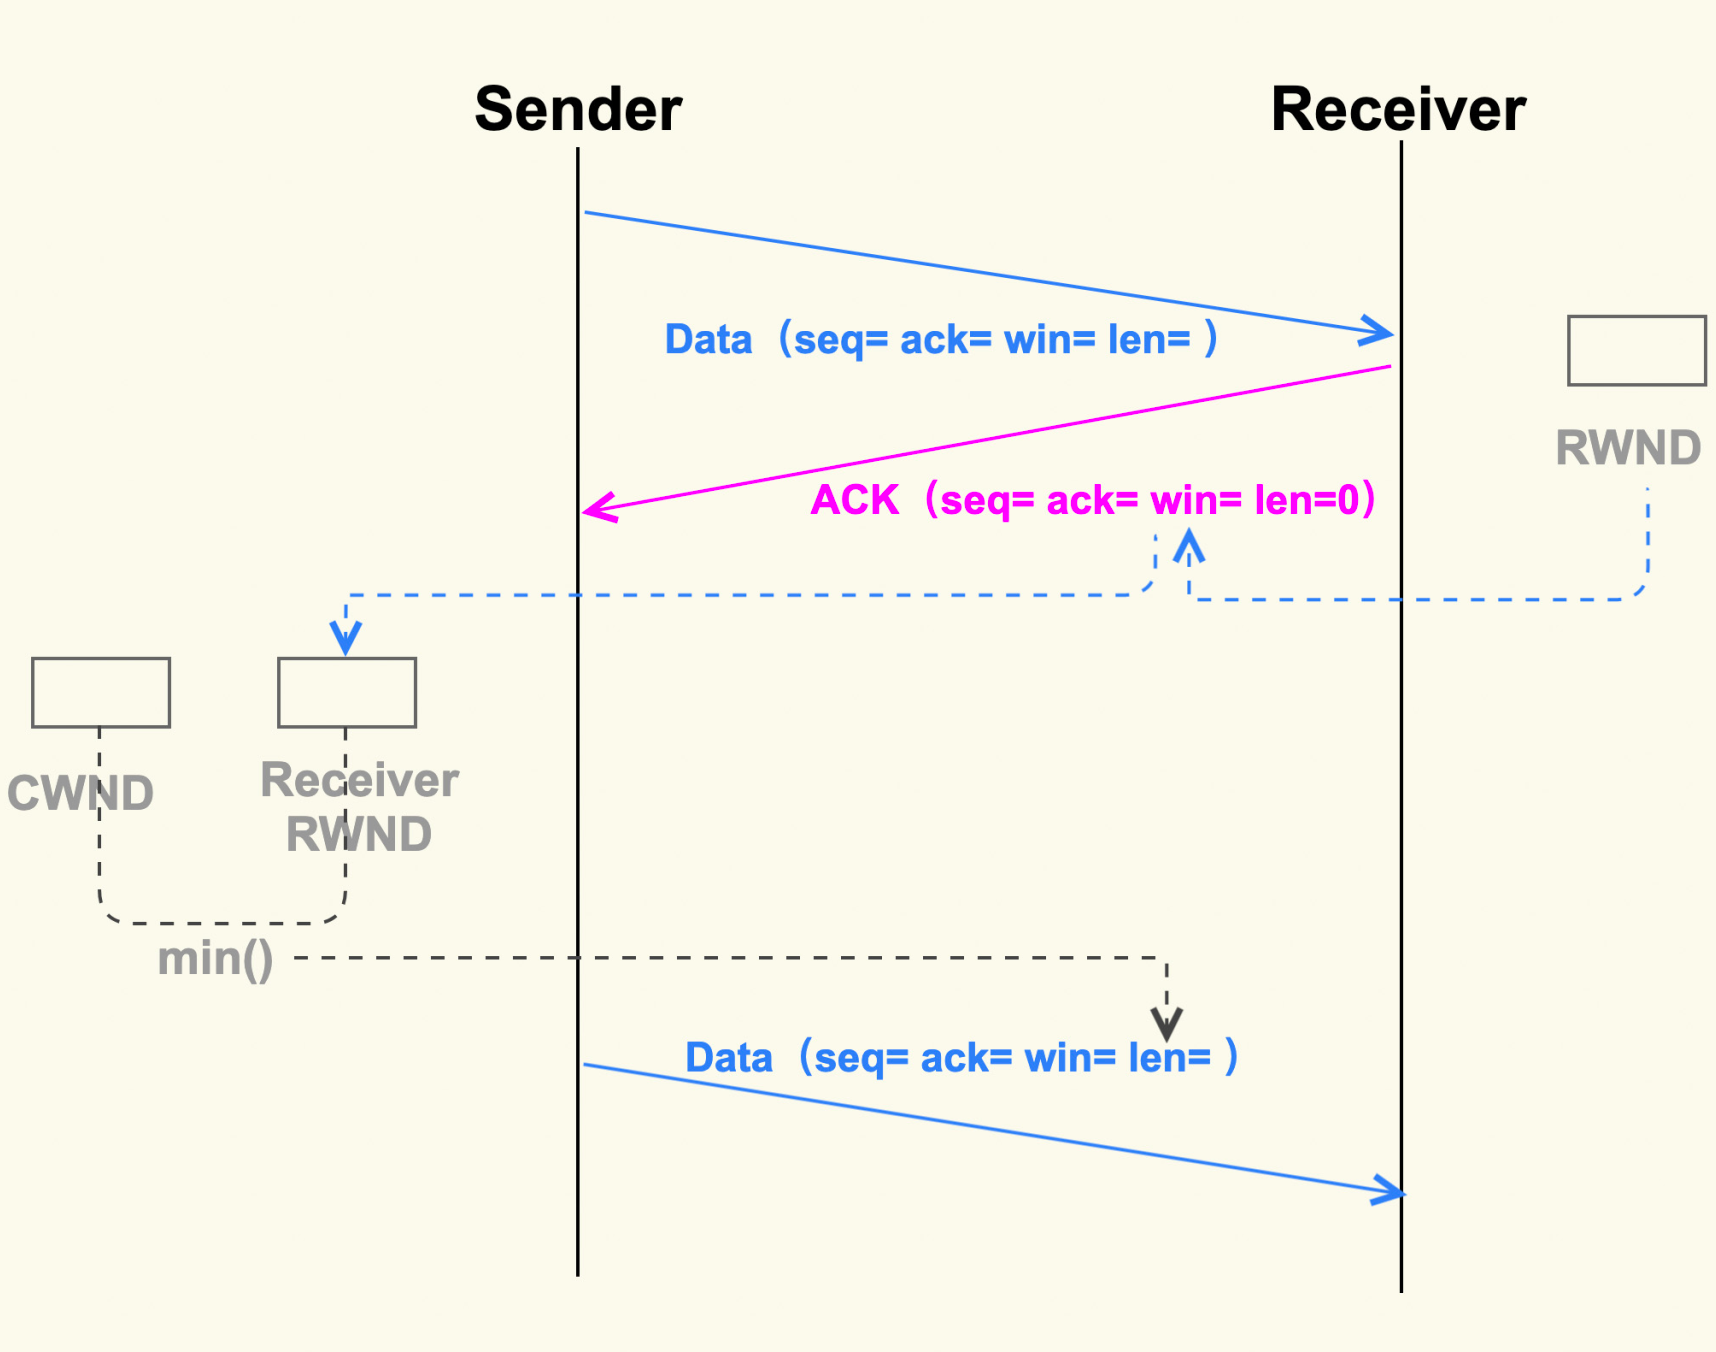 Sender
Receiver
Data（seq= ack= win= len= ）
ACK（seq= ack= win= len=0）
RWND
CWND
Receiver
RWND
min()
Data（seq= ack= win= len= ）